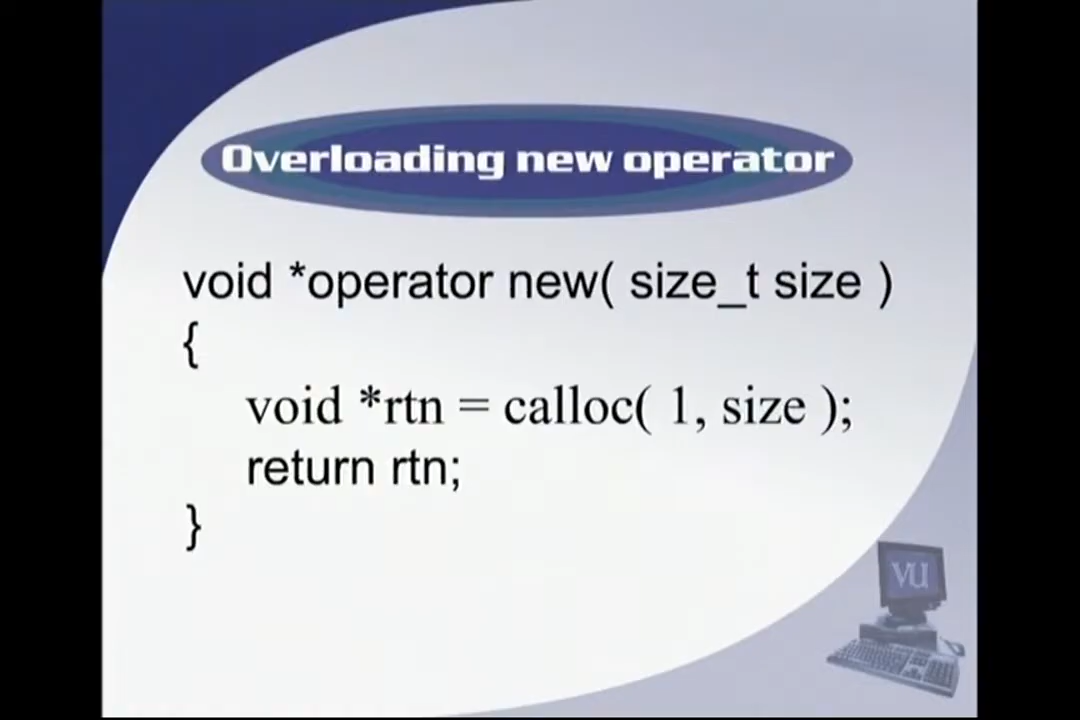 Overloading new operator
void *operator new( size_t size )
{
void *rtn = calloc( 1, size );
return rtn;
}
VU